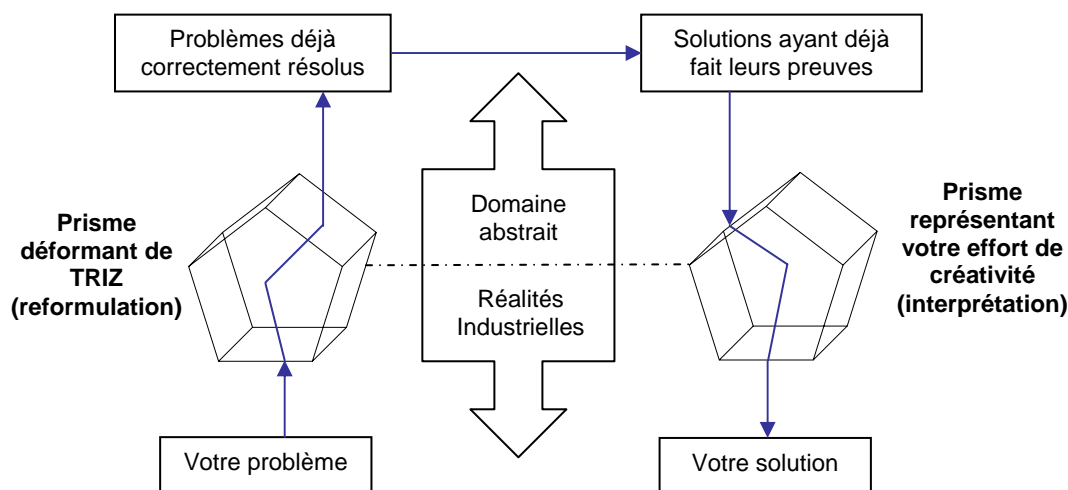 Problèmes déjà
correctement résolus
Solutions ayant déjà
fait leurs preuves
Prisme
déformant de
TRIZ
(reformulation)
Domaine
abstrait
Réalités
Industrielles
Prisme
représentant
votre effort de
créativité
(interprétation)
Votre problème
Votre solution